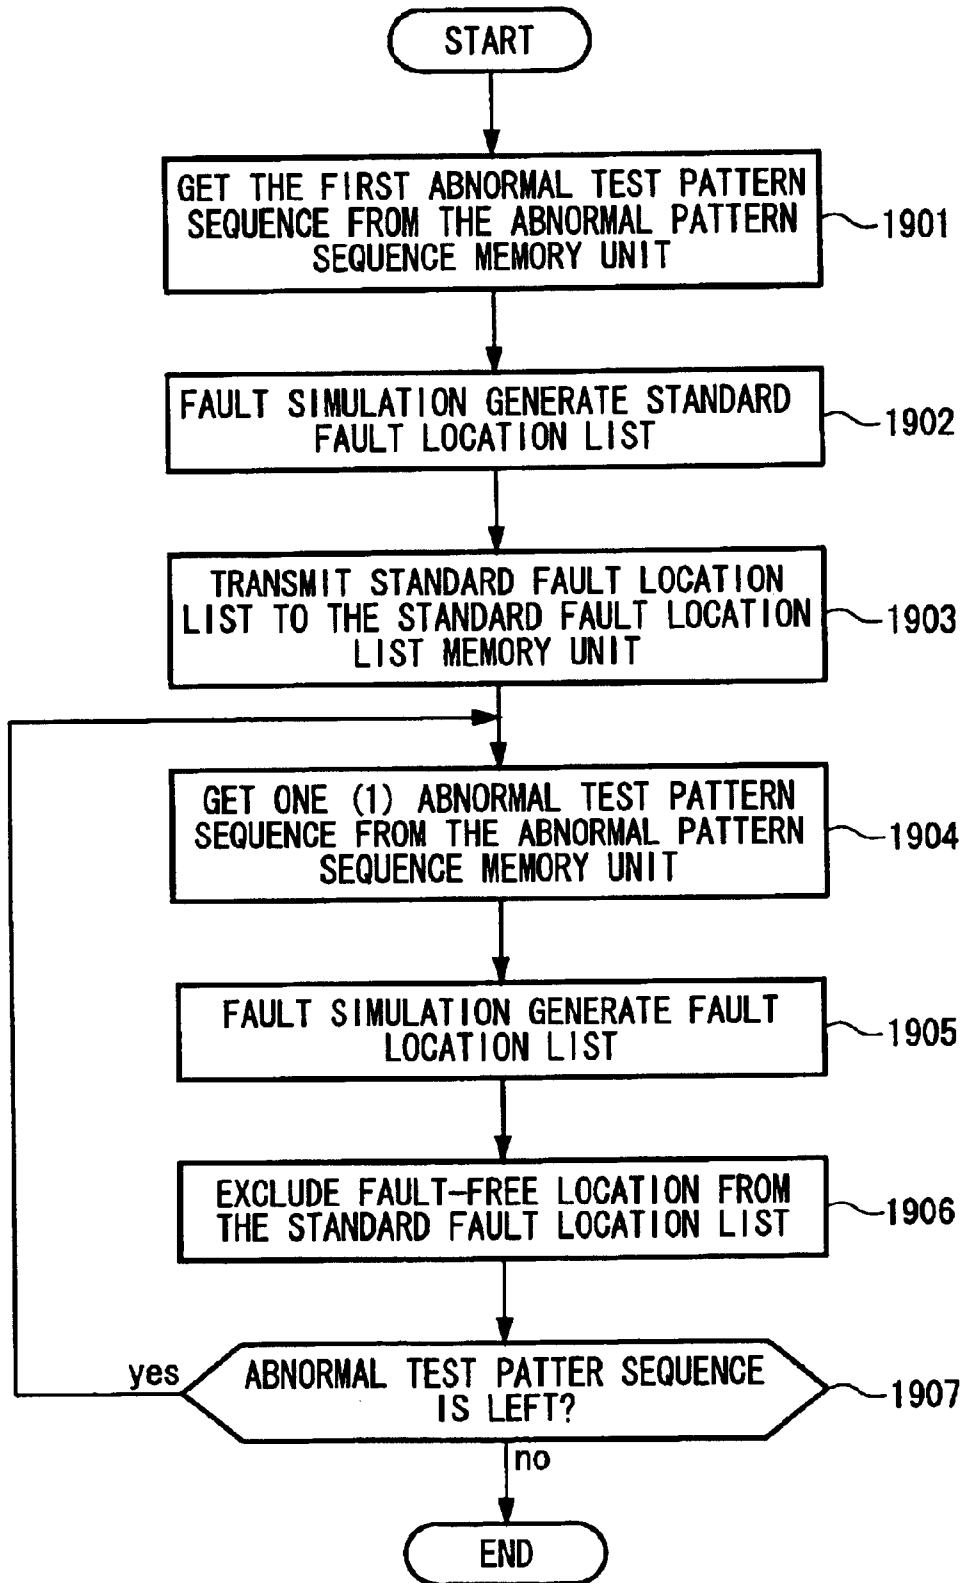 START
GET THE FIRST ABNORMAL TEST PATTERN
SEQUENCE FROM THE ABNORMAL PATTERN
SEQUENCE MEMORY UNIT
1901
FAULT SIMULATION GENERATE STANDARD
FAULT LOCATION LIST
1902
TRANSMIT STANDARD FAULT LOCATION
LIST TO THE STANDARD FAULT LOCATION
LIST MEMORY UNIT
1903
GET ONE (1) ABNORMAL TEST PATTERN
SEQUENCE FROM THE ABNORMAL PATTERN
SEQUENCE MEMORY UNIT
1904
FAULT SIMULATION GENERATE FAULT
LOCATION LIST
1905
EXCLUDE FAULT-FREE LOCATION FROM
THE STANDARD FAULT LOCATION LIST
1906
yes
ABNORMAL TEST PATTER SEQUENCE
IS LEFT?
1907
no
END